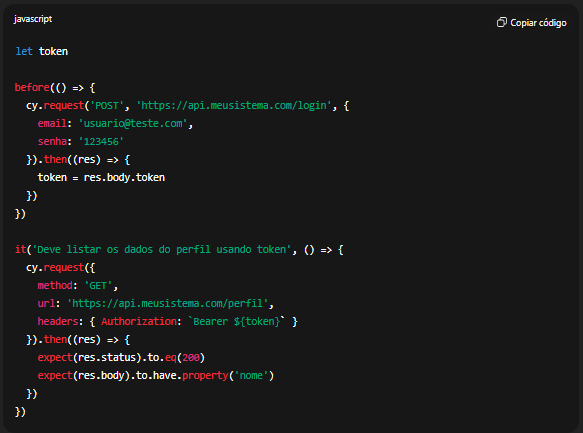 javascript
Copiar código
let token
before(() => {
  cy.request('POST', 'https://api.meusistema.com/login', {
    email: 'usuario@teste.com',
    senha: '123456'
  }).then((res) => {
    token = res.body.token
  })
})
it('Deve listar os dados do perfil usando token', () => {
  cy.request({
    method: 'GET',
    url: 'https://api.meusistema.com/perfil',
    headers: { Authorization: `Bearer ${token}` }
  }).then((res) => {
    expect(res.status).to.eq(200)
    expect(res.body).to.have.property('nome')
  })
})